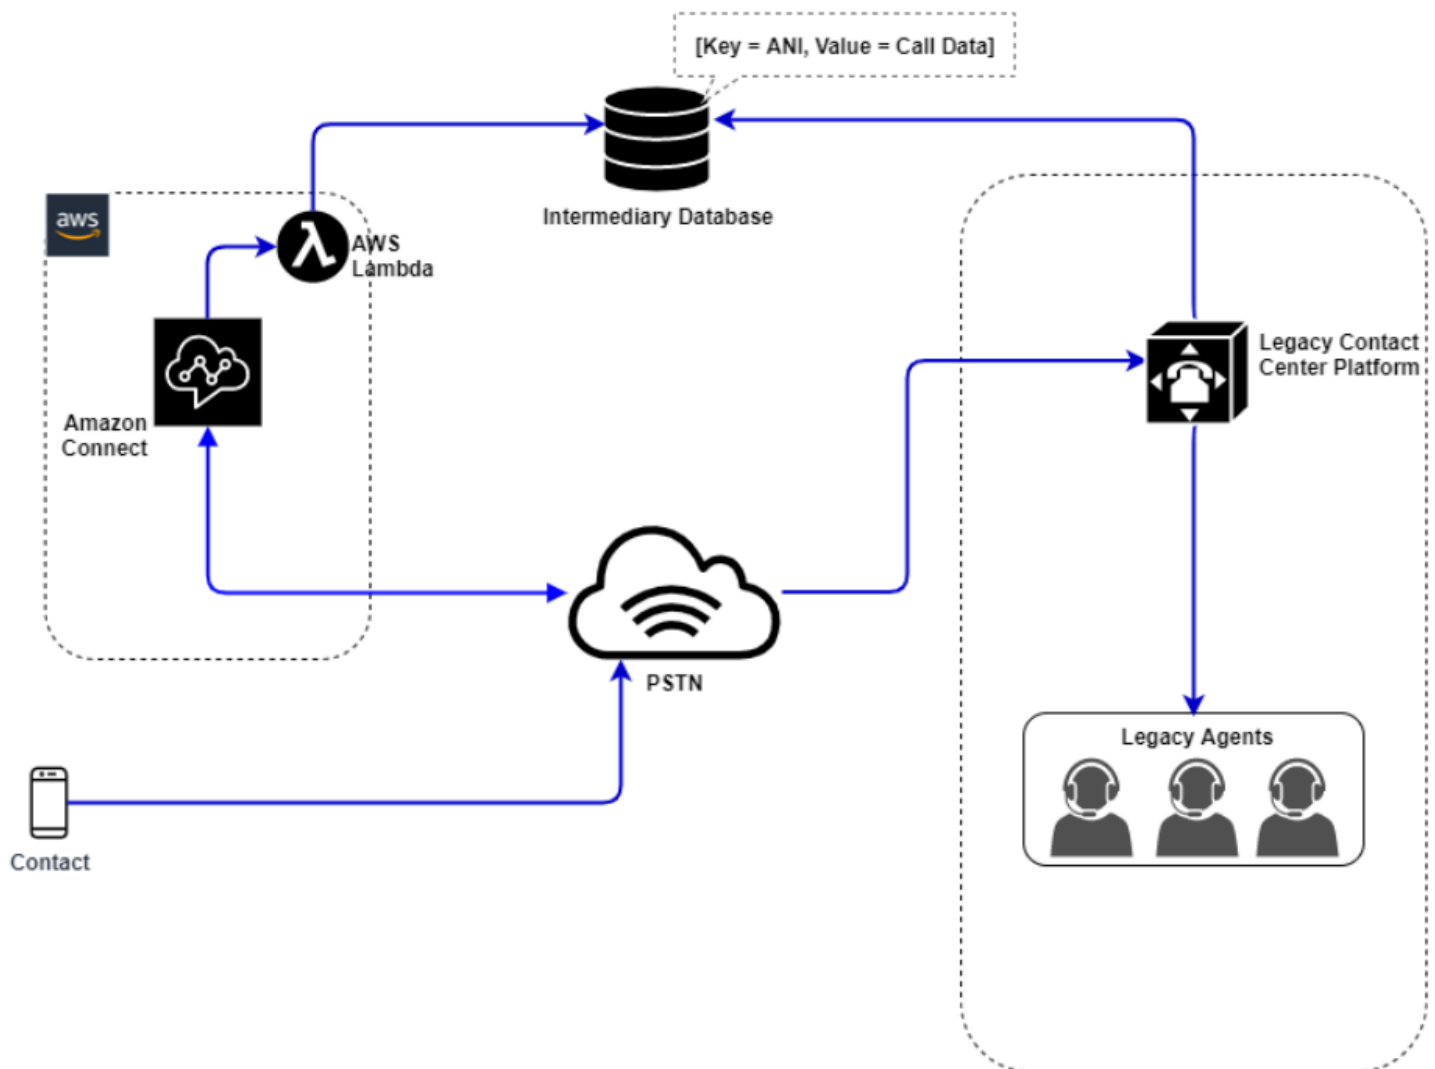 [Key = ANI, Value = Call Data]
Intermediary Database
aws
AWS
Lambda
Amazon
Connect
Legacy Contact
Center Platform
PSTN
Legacy Agents
Contact